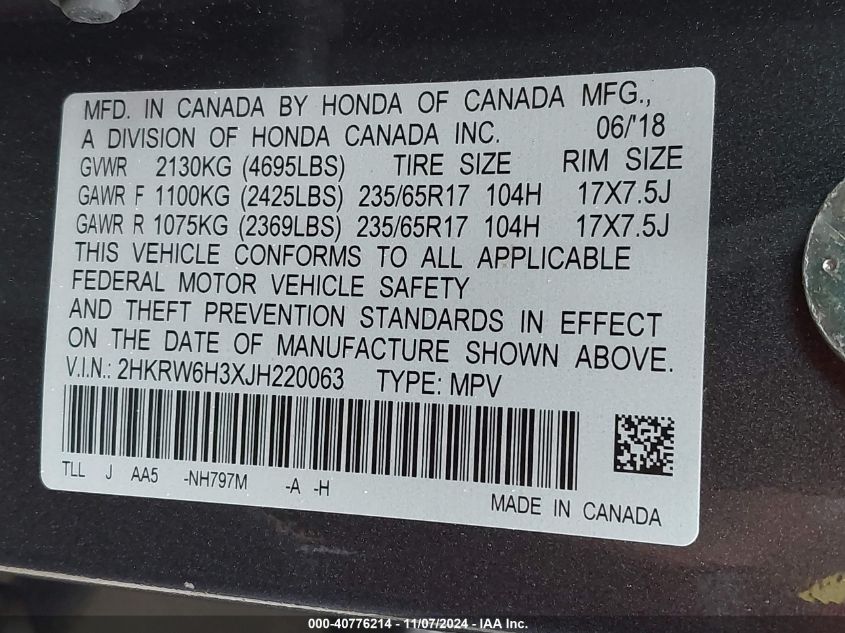 MFD. IN CANADA BY HONDA OF CANADA MFG.,
A DIVISION OF HONDA CANADA INC. 06/'18
GVWR 2130KG (4695LBS) TIRE SIZE RIM SIZE
GAWR F 1100KG (2425LBS) 235/65R17 104H 17X7.5J
GAWR R 1075KG (2369LBS) 235/65R17 104H 17X7.5J
THIS VEHICLE CONFORMS TO ALL APPLICABLE
FEDERAL MOTOR VEHICLE SAFETY
AND THEFT PREVENTION STANDARDS IN EFFECT
ON THE DATE OF MANUFACTURE SHOWN ABOVE.
V.I.N.: 2HKRW6H3XJH220063 TYPE: MPV
TLL J AA5 -NH797M -A -H
MADE IN CANADA
000-40776214 - 11/07/2024 - IAA Inc.